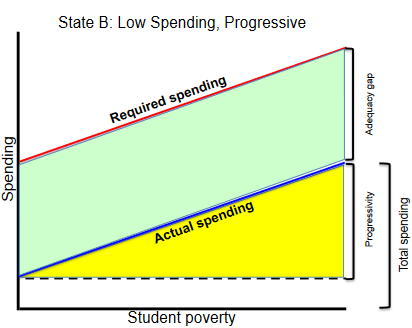 State B: Low Spending, Progressive
Required spending
Adequacy gap
Spending
Actual spending
Progressivity
Total spending
Student poverty